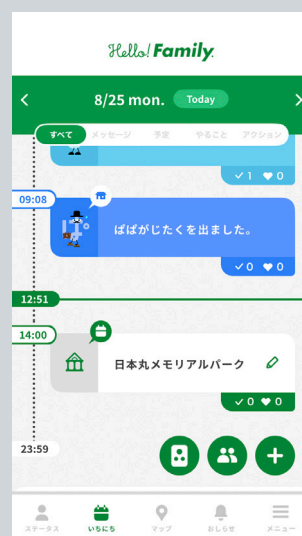 Hello! Family.
8/25 mon. Today
すべて メッセージ 予定 やること アクション
1 0
09:08
ぱぱがじたくを出ました。
0 0
12:51
14:00
日本丸メモリアルパーク
0 0
23:59
ステータス いちにち マップ おしらせ メニュー